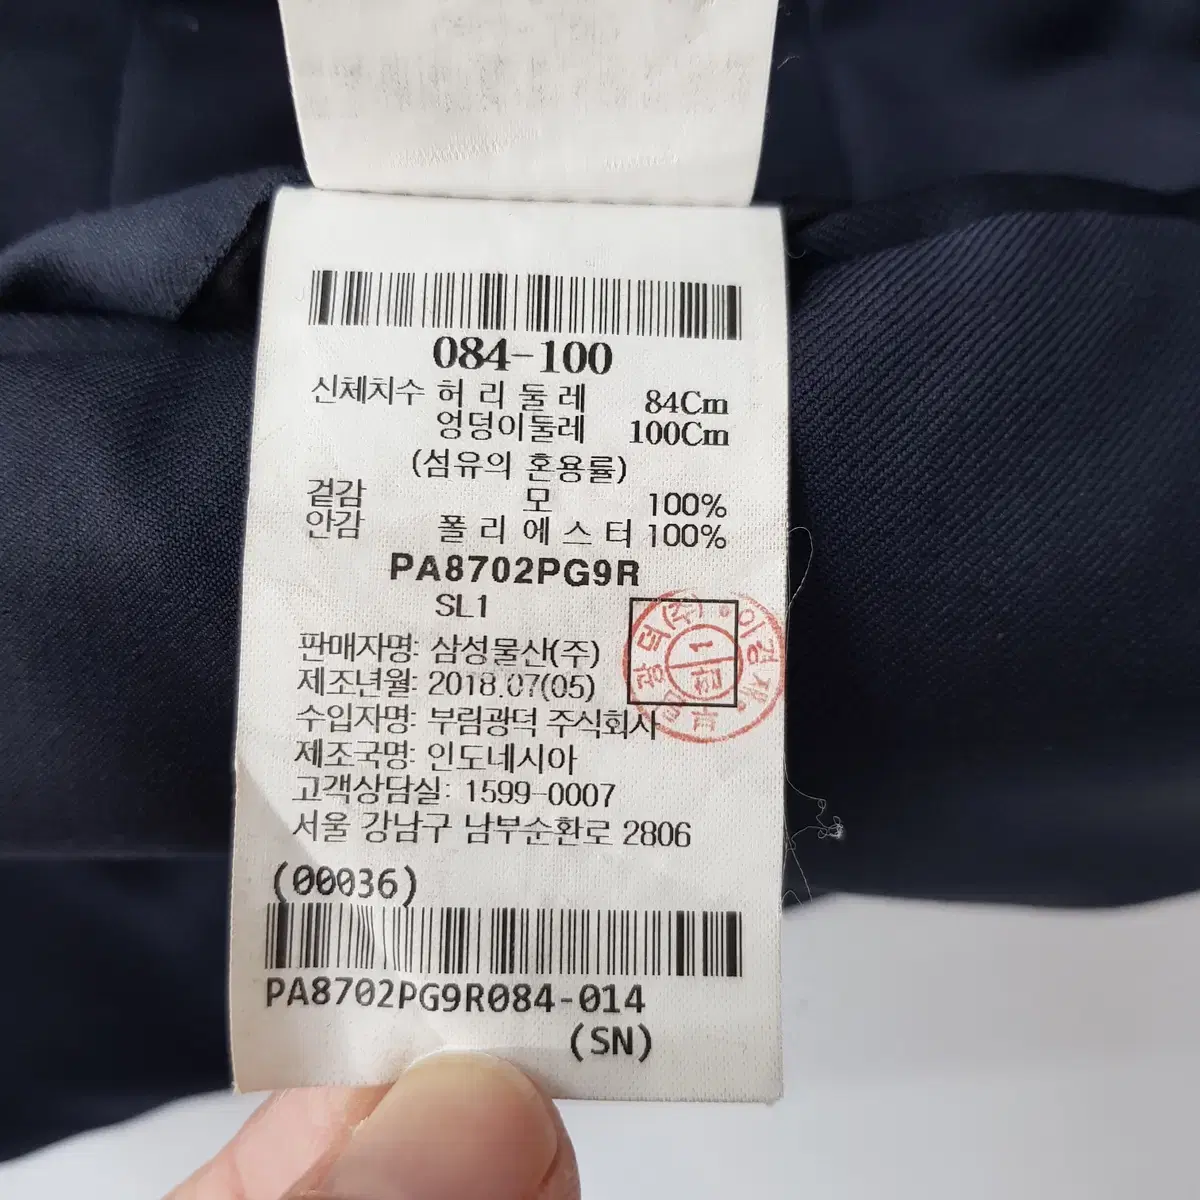 084-100
신체치수 허 리 둘 레 84Cm
엉덩이둘레 100Cm
(섬유의 혼용률)
겉감 모 100%
안감 폴 리 에 스 터 100%
PA8702PG9R
SL1
판매자명: 삼성물산(주)
제조년월: 2018.07(05)
수입자명: 부림광덕 주식회사
제조국명: 인도네시아
고객상담실: 1599-0007
서울 강남구 남부순환로 2806
(00036)
PA8702PG9R084-014
(SN)